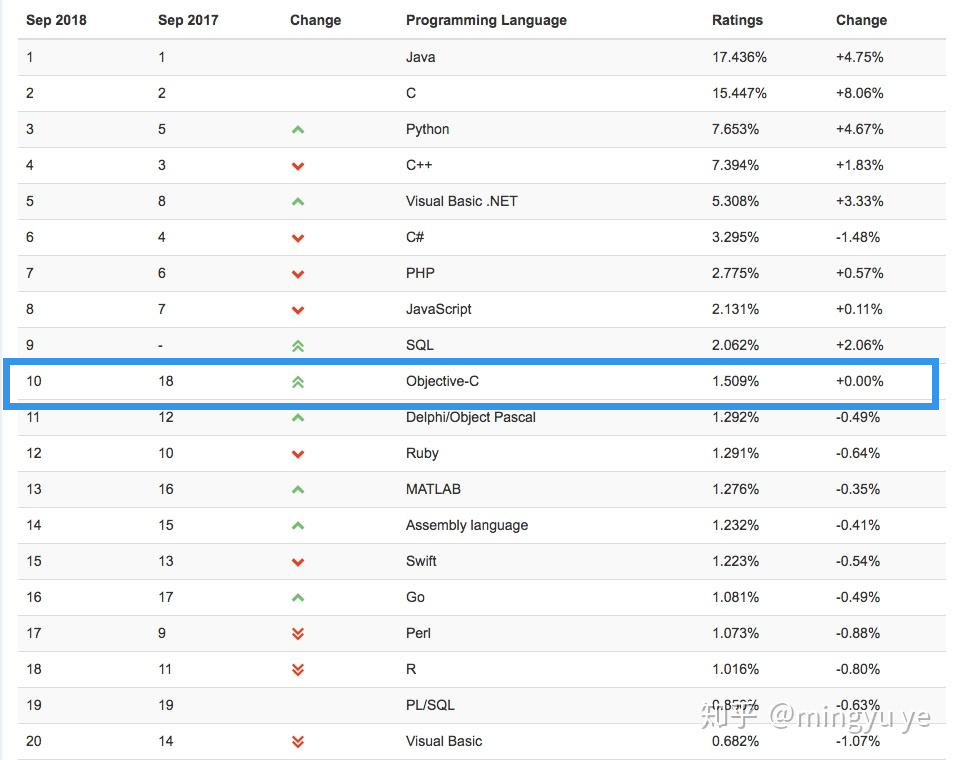 Sep 2018 Sep 2017 Change Programming Language Ratings Change
1 1 Java 17.436% +4.75%
2 2 C 15.447% +8.06%
3 5 Python 7.653% +4.67%
4 3 C++ 7.394% +1.83%
5 8 Visual Basic .NET 5.308% +3.33%
6 4 C# 3.295% -1.48%
7 6 PHP 2.775% +0.57%
8 7 JavaScript 2.131% +0.11%
9 - SQL 2.062% +2.06%
10 18 Objective-C 1.509% +0.00%
11 12 Delphi/Object Pascal 1.292% -0.49%
12 10 Ruby 1.291% -0.64%
13 16 MATLAB 1.276% -0.35%
14 15 Assembly language 1.232% -0.41%
15 13 Swift 1.223% -0.54%
16 17 Go 1.081% -0.49%
17 9 Perl 1.073% -0.88%
18 11 R 1.016% -0.80%
19 19 PL/SQL -0.63%
知乎 @mingyu ye
20 14 Visual Basic 0.682% -1.07%